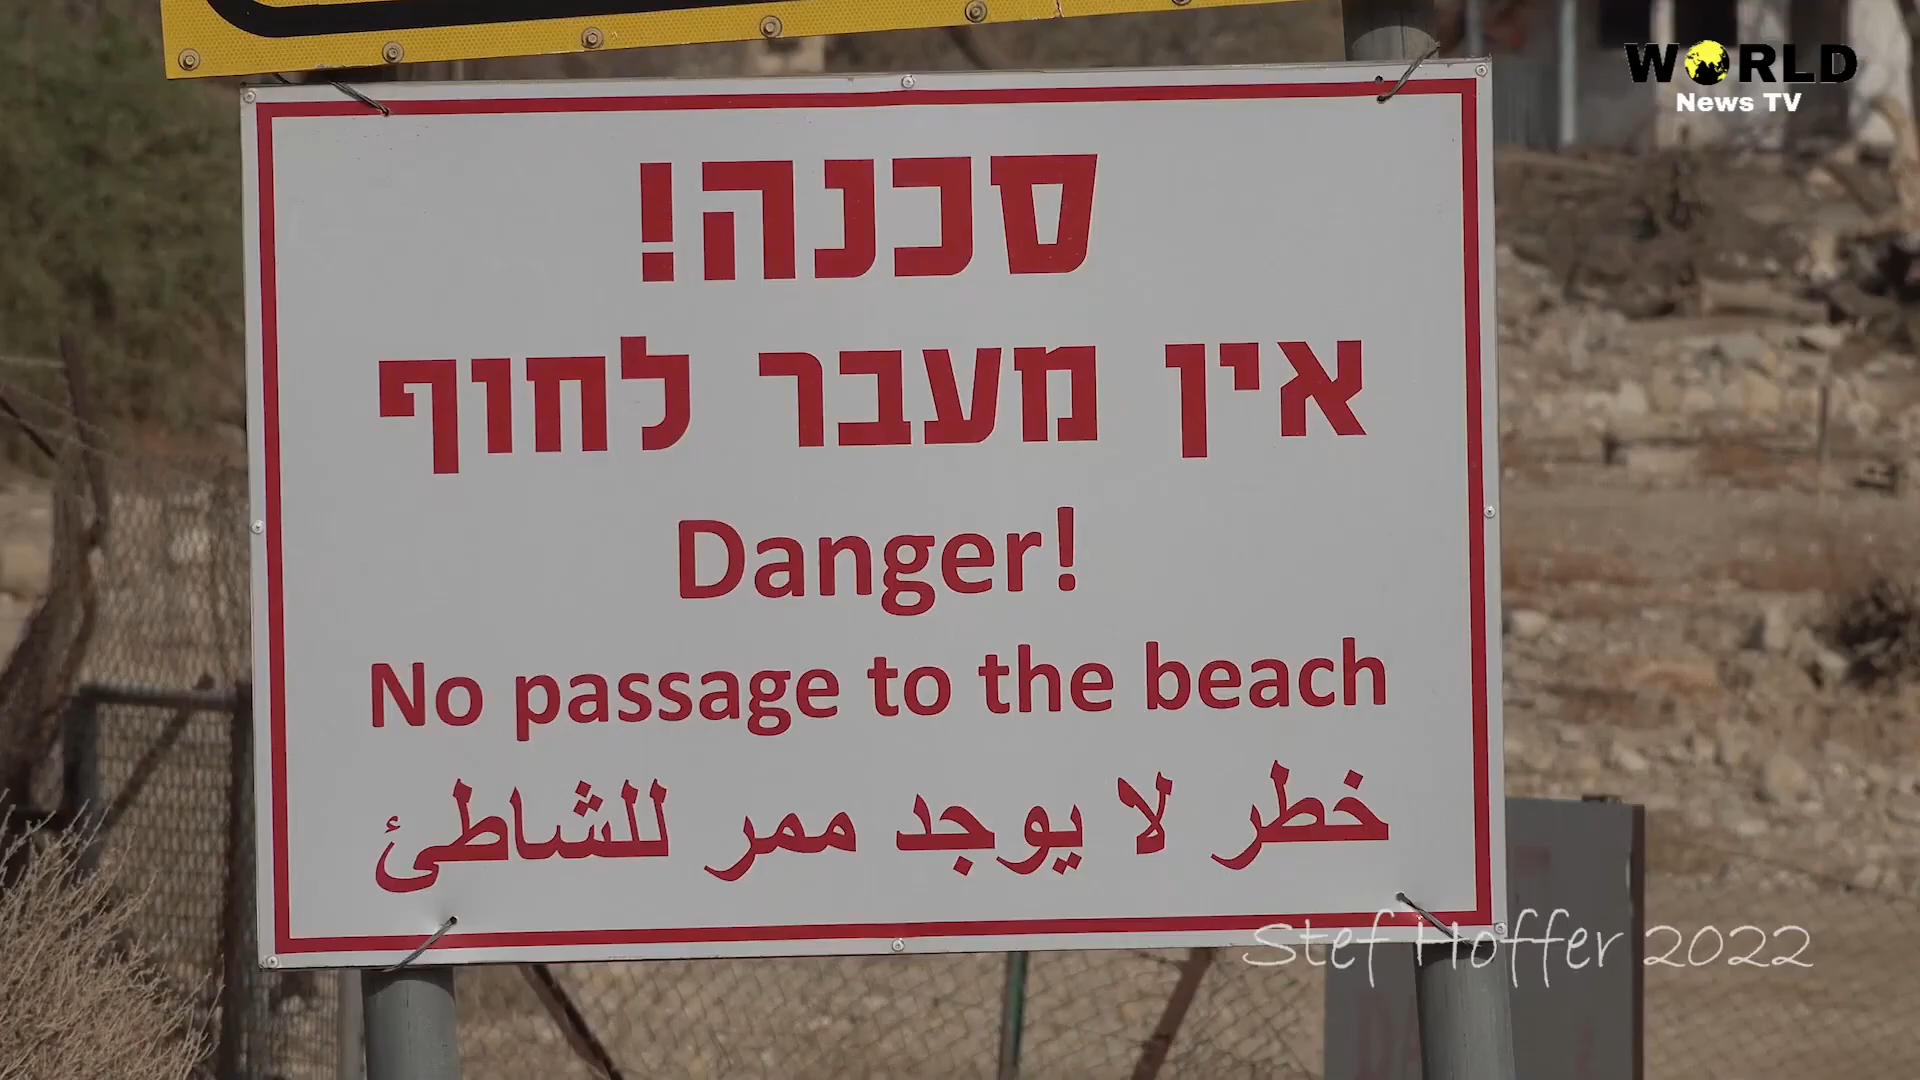 WORLD
News TV
סכנה!
אין מעבר לחוף
Danger!
No passage to the beach
خطر لا يوجد ممر للشاطئ
Stef Hoffer 2022